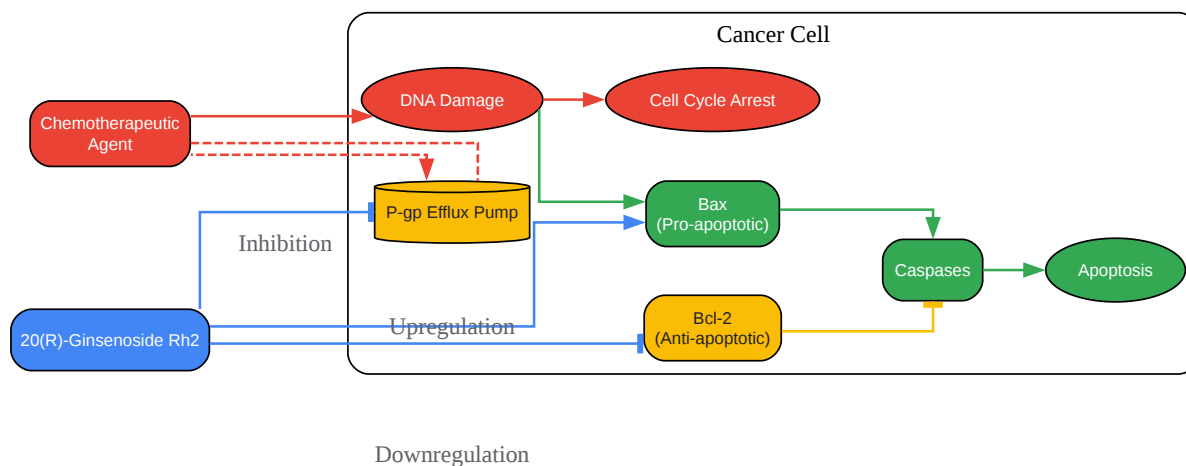 Cancer Cell
DNA Damage
Cell Cycle Arrest
Chemotherapeutic
Agent
P-gp Efflux Pump
Bax
(Pro-apoptotic)
Inhibition
Caspases
Apoptosis
20(R)-Ginsenoside Rh2
Upregulation
Bcl-2
(Anti-apoptotic)
Downregulation